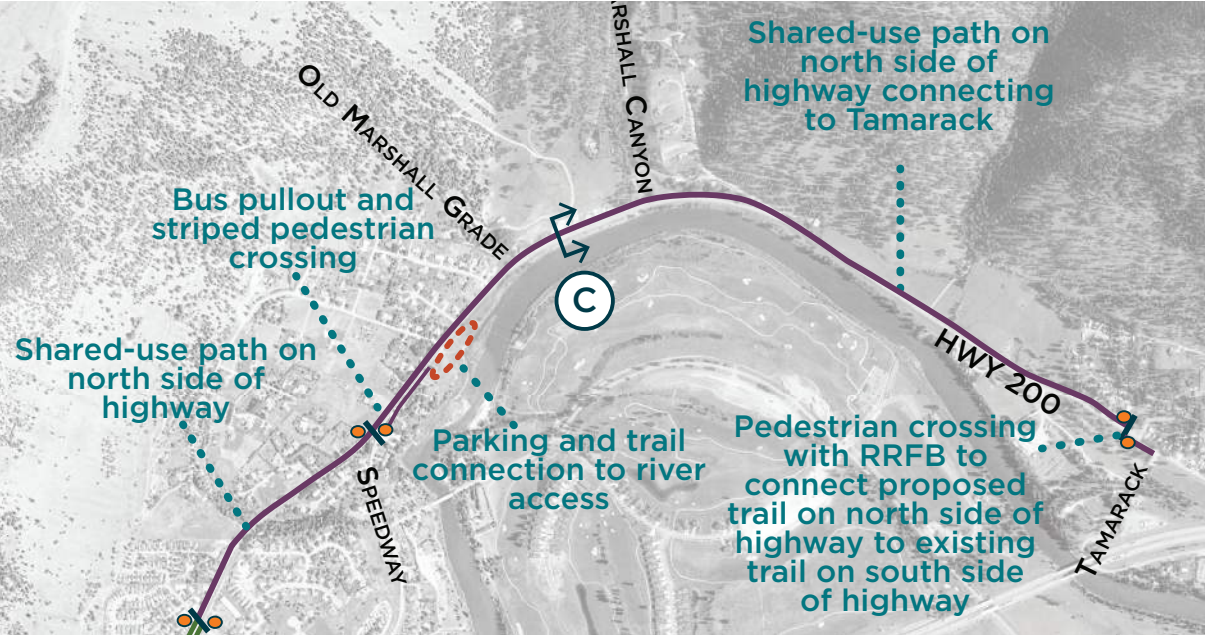 Shared-use path on
north side of
highway connecting
to Tamarack
RSHALL CANYON
OLD MARSHALL GRADE
Bus pullout and
striped pedestrian
crossing
C
Shared-use path on
north side of
highway
HWY 200
Parking and trail
connection to river
access
SPEEDWAY
Pedestrian crossing
with RRFB to
connect proposed
trail on north side of
highway to existing
trail on south side
of highway
TAMARACK